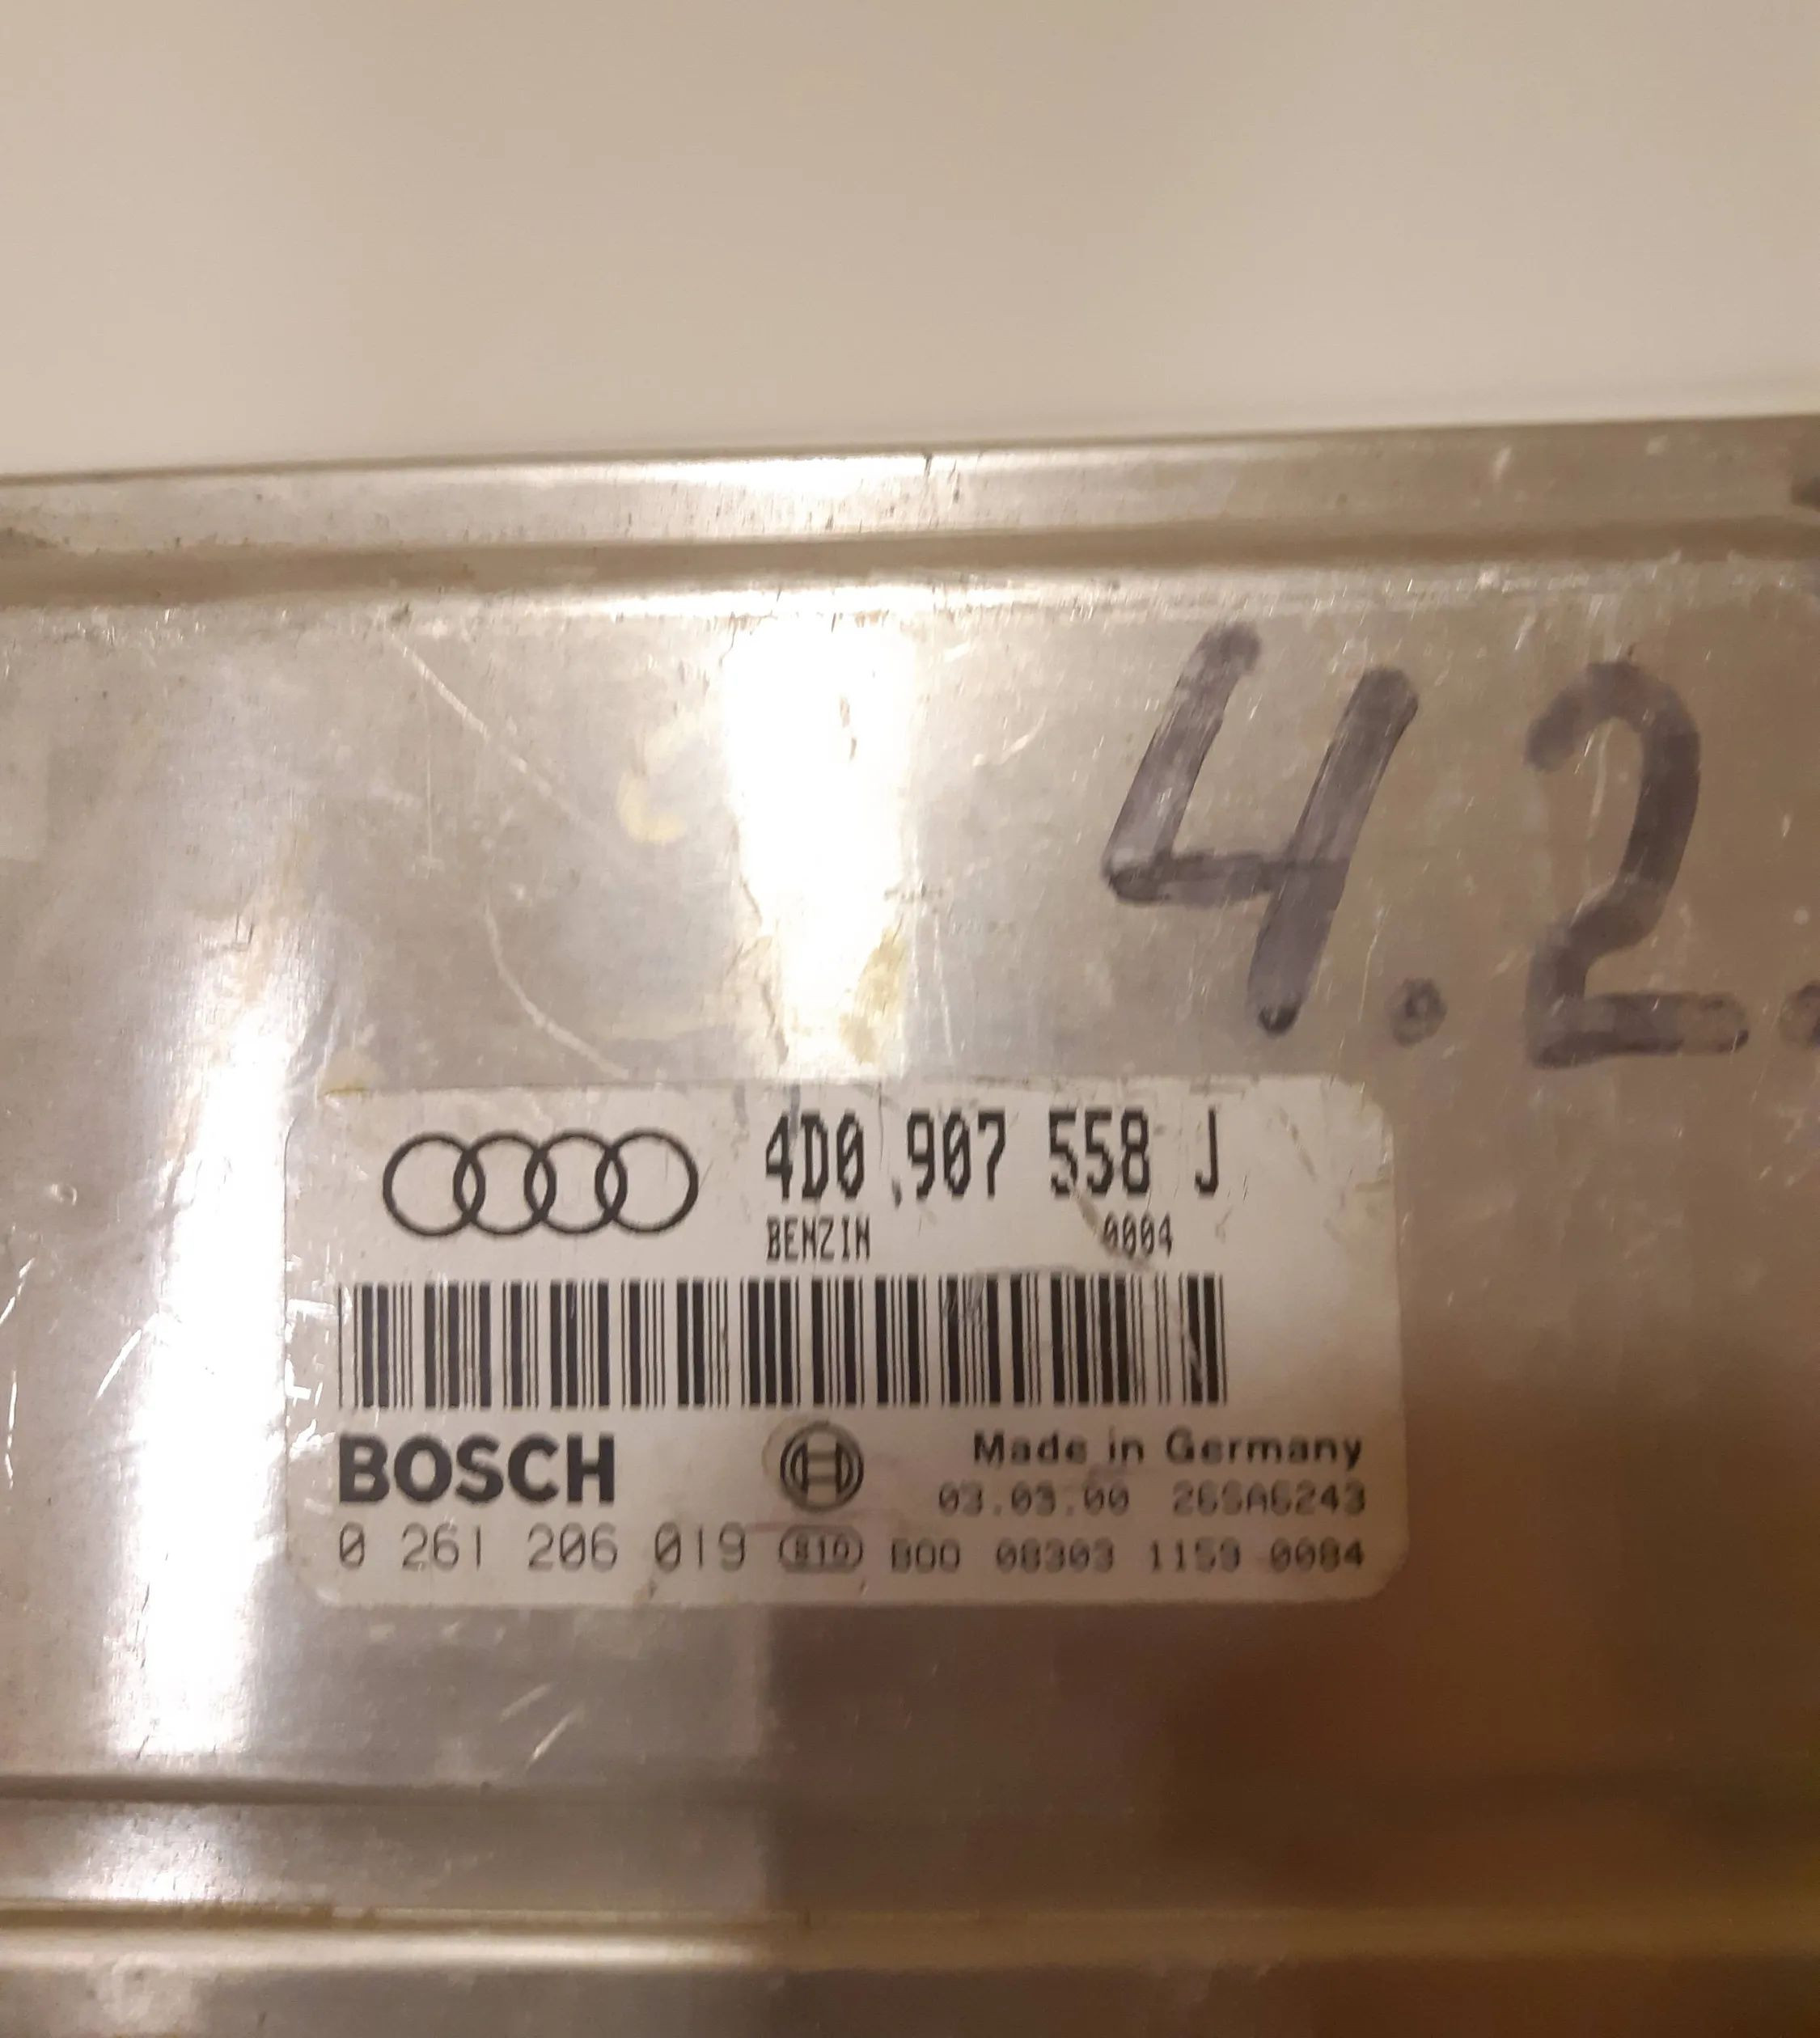 4.2.
4D0 907 558 J
BENZIN 0004
BOSCH
Made in Germany
03.03.00 26SA6243
0 261 206 019 B00 08303 1159 0084